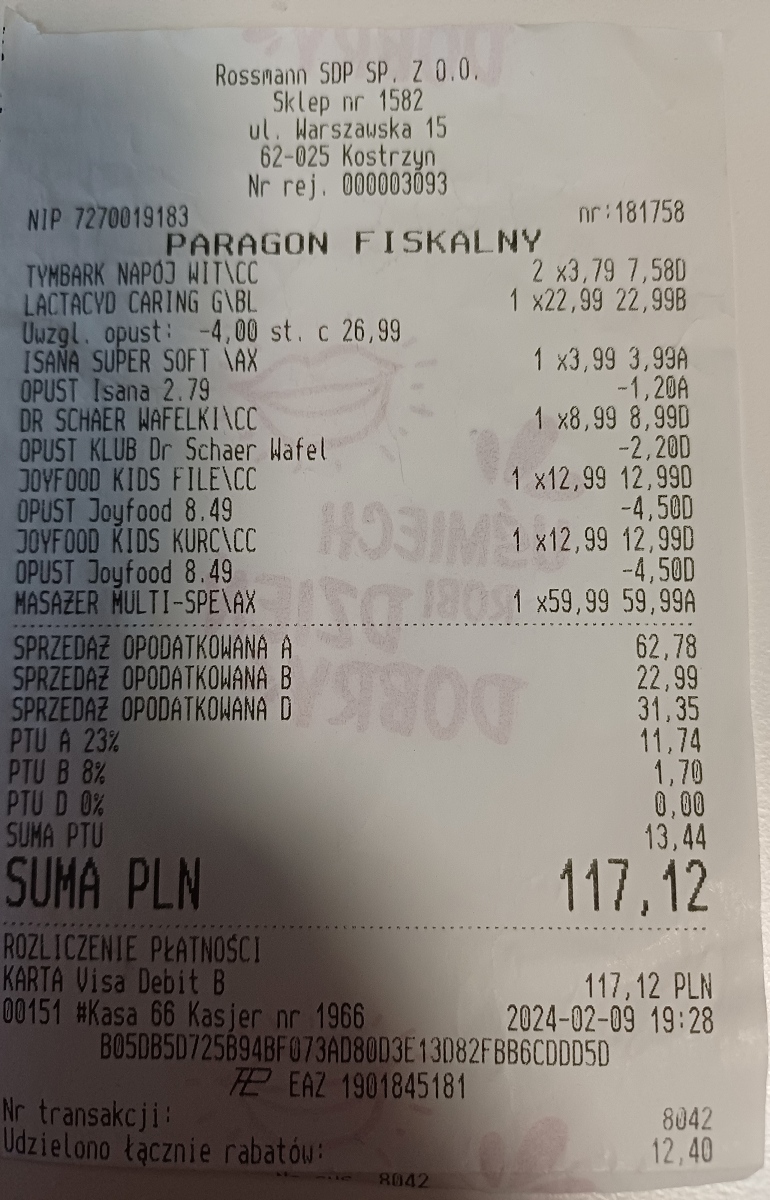 Rossmann SDP SP. Z O.O.
Sklep nr 1582
ul. Warszawska 15
62-025 Kostrzyn
Nr rej. 000003093
NIP 7270019183 nr:181758
PARAGON FISKALNY
TYMBARK NAPÓJ WIT\CC 2 x3,79 7,58D
LACTACYD CARING G\BL 1 x22,99 22,99B
Uwzgl. opust: -4,00 st. c 26,99
ISANA SUPER SOFT \AX 1 x3,99 3,99A
OPUST Isana 2.79 -1,20A
DR SCHAER WAFELKI\CC 1 x8,99 8,99D
OPUST KLUB Dr Schaer Wafel -2,20D
JOYFOOD KIDS FILE\CC 1 x12,99 12,99D
OPUST Joyfood 8.49 -4,50D
JOYFOOD KIDS KURC\CC 1 x12,99 12,99D
OPUST Joyfood 8.49 -4,50D
MASAŻER MULTI-SPE\AX 1 x59,99 59,99A
SPRZEDAŻ OPODATKOWANA A 62,78
SPRZEDAŻ OPODATKOWANA B 22,99
SPRZEDAŻ OPODATKOWANA D 31,35
PTU A 23% 11,74
PTU B 8% 1,70
PTU D 0% 0,00
SUMA PTU 13,44
SUMA PLN 117,12
ROZLICZENIE PŁATNOŚCI
KARTA Visa Debit B 117,12 PLN
00151 #Kasa 66 Kasjer nr 1966 2024-02-09 19:28
B05DB5D725B94BF073AD80D3E13D82FBB6CDDD5D
EAZ 1901845181
Nr transakcji: 8042
Udzielono łącznie rabatów: 12,40
8042